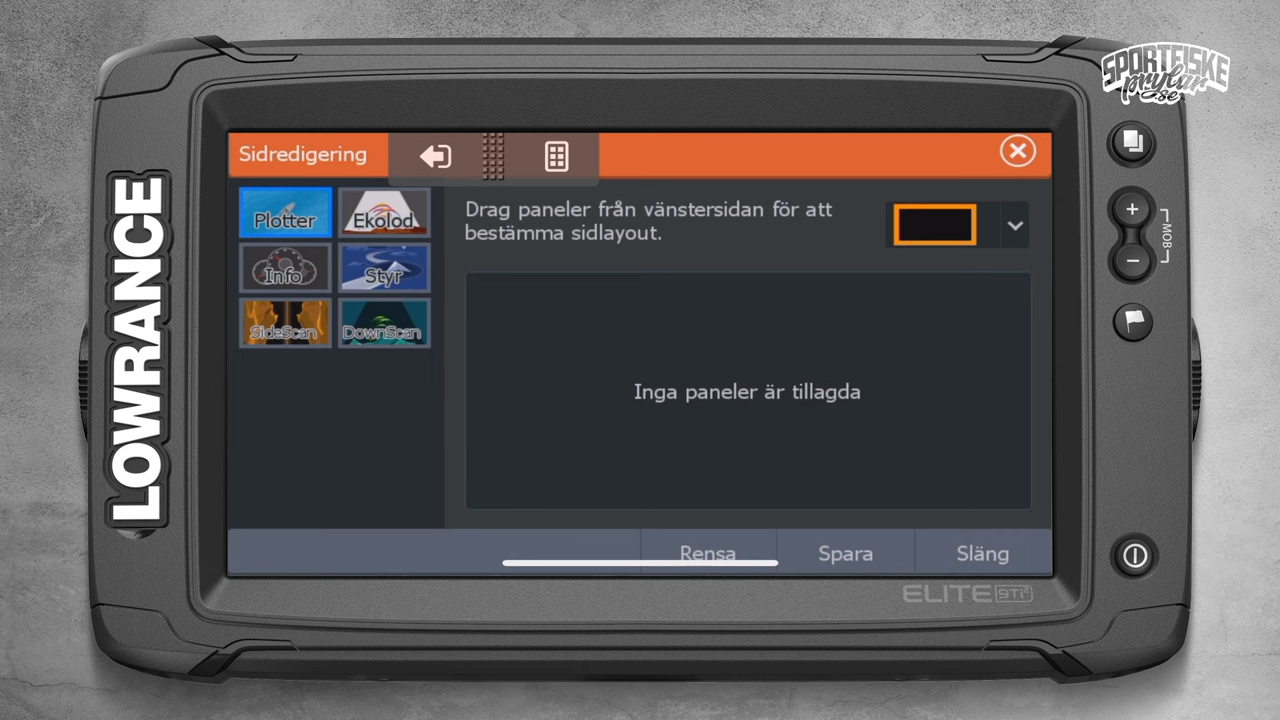 SPORTFISKE
prylar
.se
LOWRANCE
Sidredigering
Plotter
Ekolod
Info
Styr
SideScan
DownScan
Drag paneler från vänstersidan för att
bestämma sidlayout.
Inga paneler är tillagda
Rensa
Spara
Släng
+
MOB
−
ELITE 9Ti²